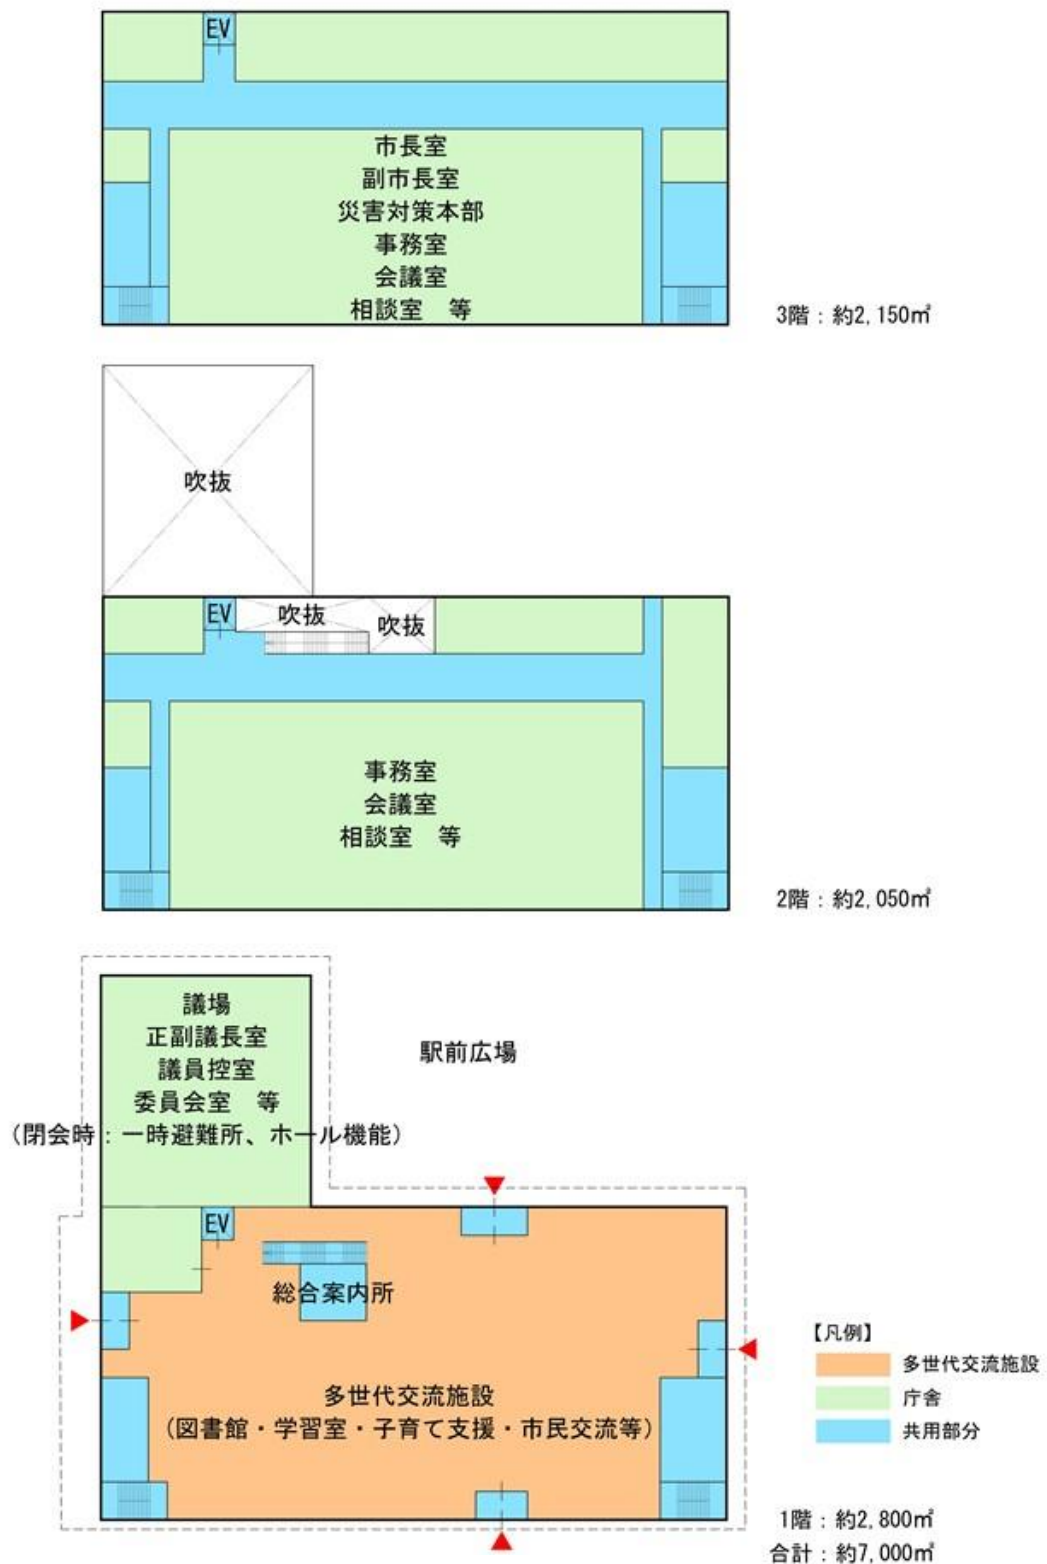 EV
市長室
副市長室
災害対策本部
事務室
会議室
相談室　等
3階：約2,150㎡
吹抜
EV
吹抜
吹抜
事務室
会議室
相談室　等
2階：約2,050㎡
議場
正副議長室
議員控室
委員会室　等
（閉会時：一時避難所、ホール機能）
駅前広場
EV
総合案内所
多世代交流施設
（図書館・学習室・子育て支援・市民交流等）
【凡例】
多世代交流施設
庁舎
共用部分
1階：約2,800㎡
合計：約7,000㎡